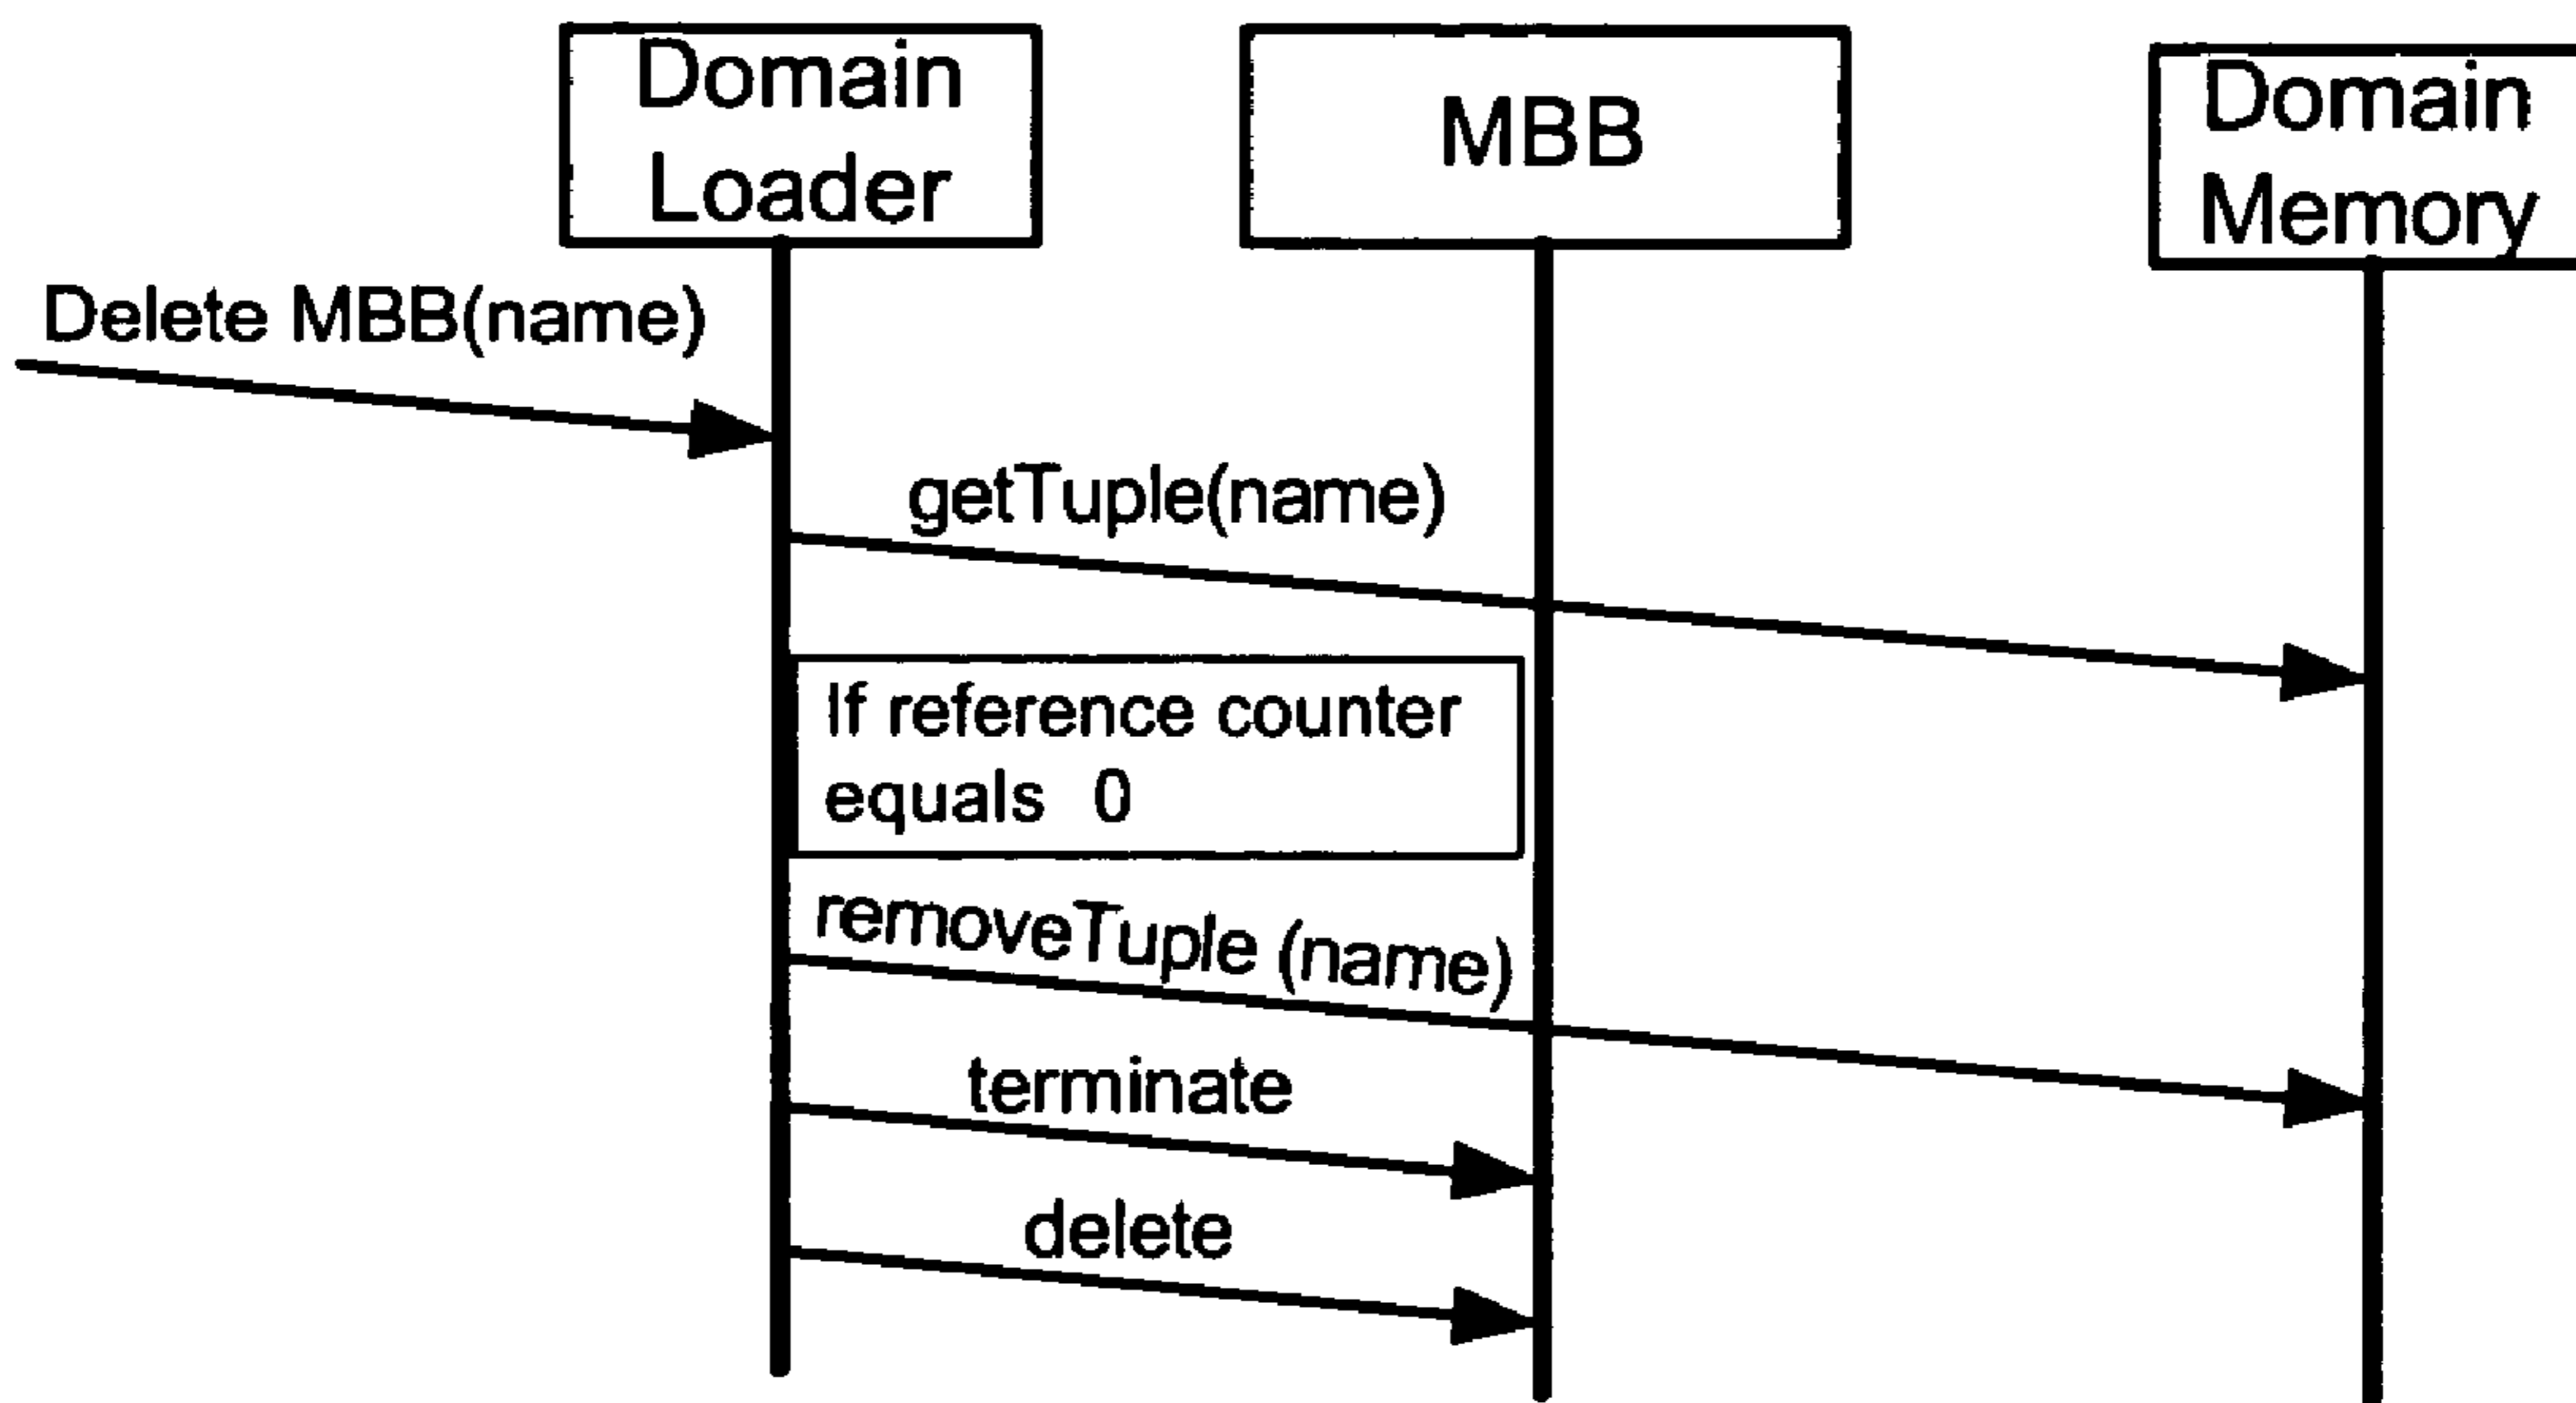 Domain
Loader
MBB
Domain
Memory
Delete MBB(name)
getTuple(name)
If reference counter
equals 0
removeTuple (name)
terminate
delete